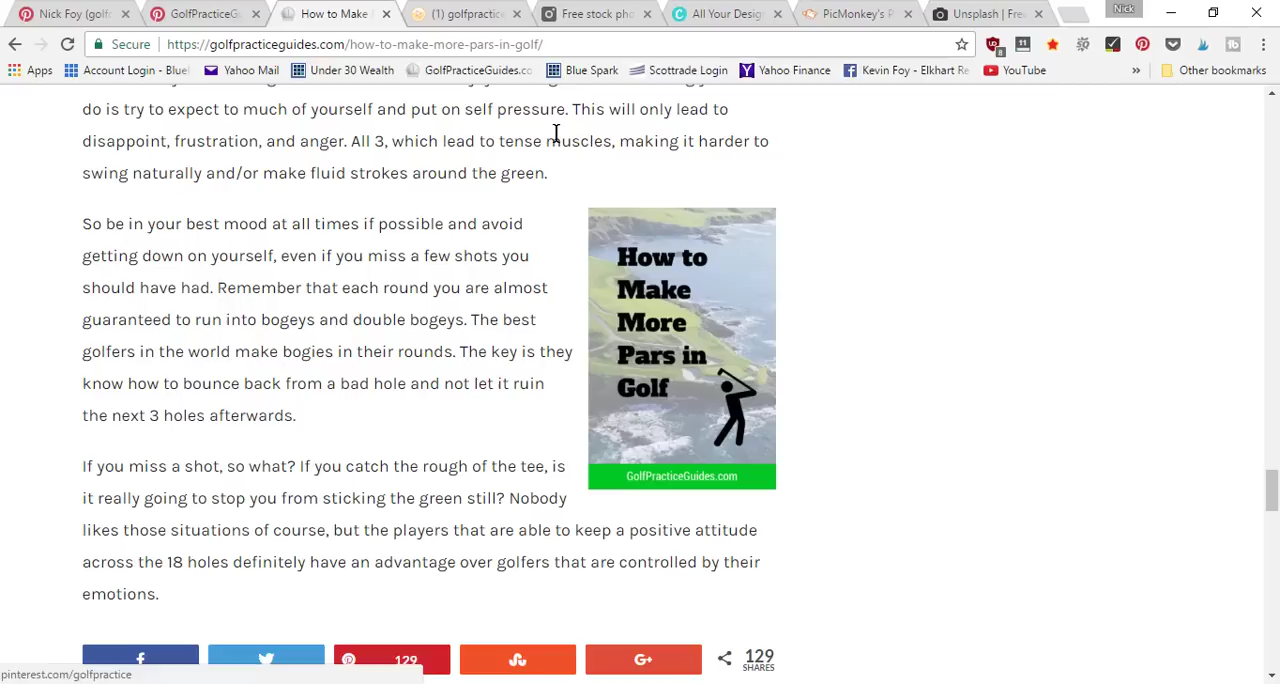 Nick
Nick Foy (golf
GolfPracticeG
How to Make
(1) golfpractice
Free stock pho
All Your Desig
PicMonkey's P
Unsplash | Free
Secure
https://golfpracticeguides.com/how-to-make-more-pars-in-golf/
8
11
Apps
Account Login - Blue
Yahoo Mail
Under 30 Wealth
GolfPracticeGuides.co
Blue Spark
Scottrade Login
Yahoo Finance
Kevin Foy - Elkhart Re
YouTube
»
Other bookmarks
do is try to expect to much of yourself and put on self pressure. This will only lead to
disappoint, frustration, and anger. All 3, which lead to tense muscles, making it harder to
swing naturally and/or make fluid strokes around the green.
So be in your best mood at all times if possible and avoid
getting down on yourself, even if you miss a few shots you
should have had. Remember that each round you are almost
guaranteed to run into bogeys and double bogeys. The best
golfers in the world make bogies in their rounds. The key is they
know how to bounce back from a bad hole and not let it ruin
the next 3 holes afterwards.
How to
Make
More
Pars in
Golf
GolfPracticeGuides.com
If you miss a shot, so what? If you catch the rough of the tee, is
it really going to stop you from sticking the green still? Nobody
likes those situations of course, but the players that are able to keep a positive attitude
across the 18 holes definitely have an advantage over golfers that are controlled by their
emotions.
129
G+
129
SHARES
pinterest.com/golfpractice